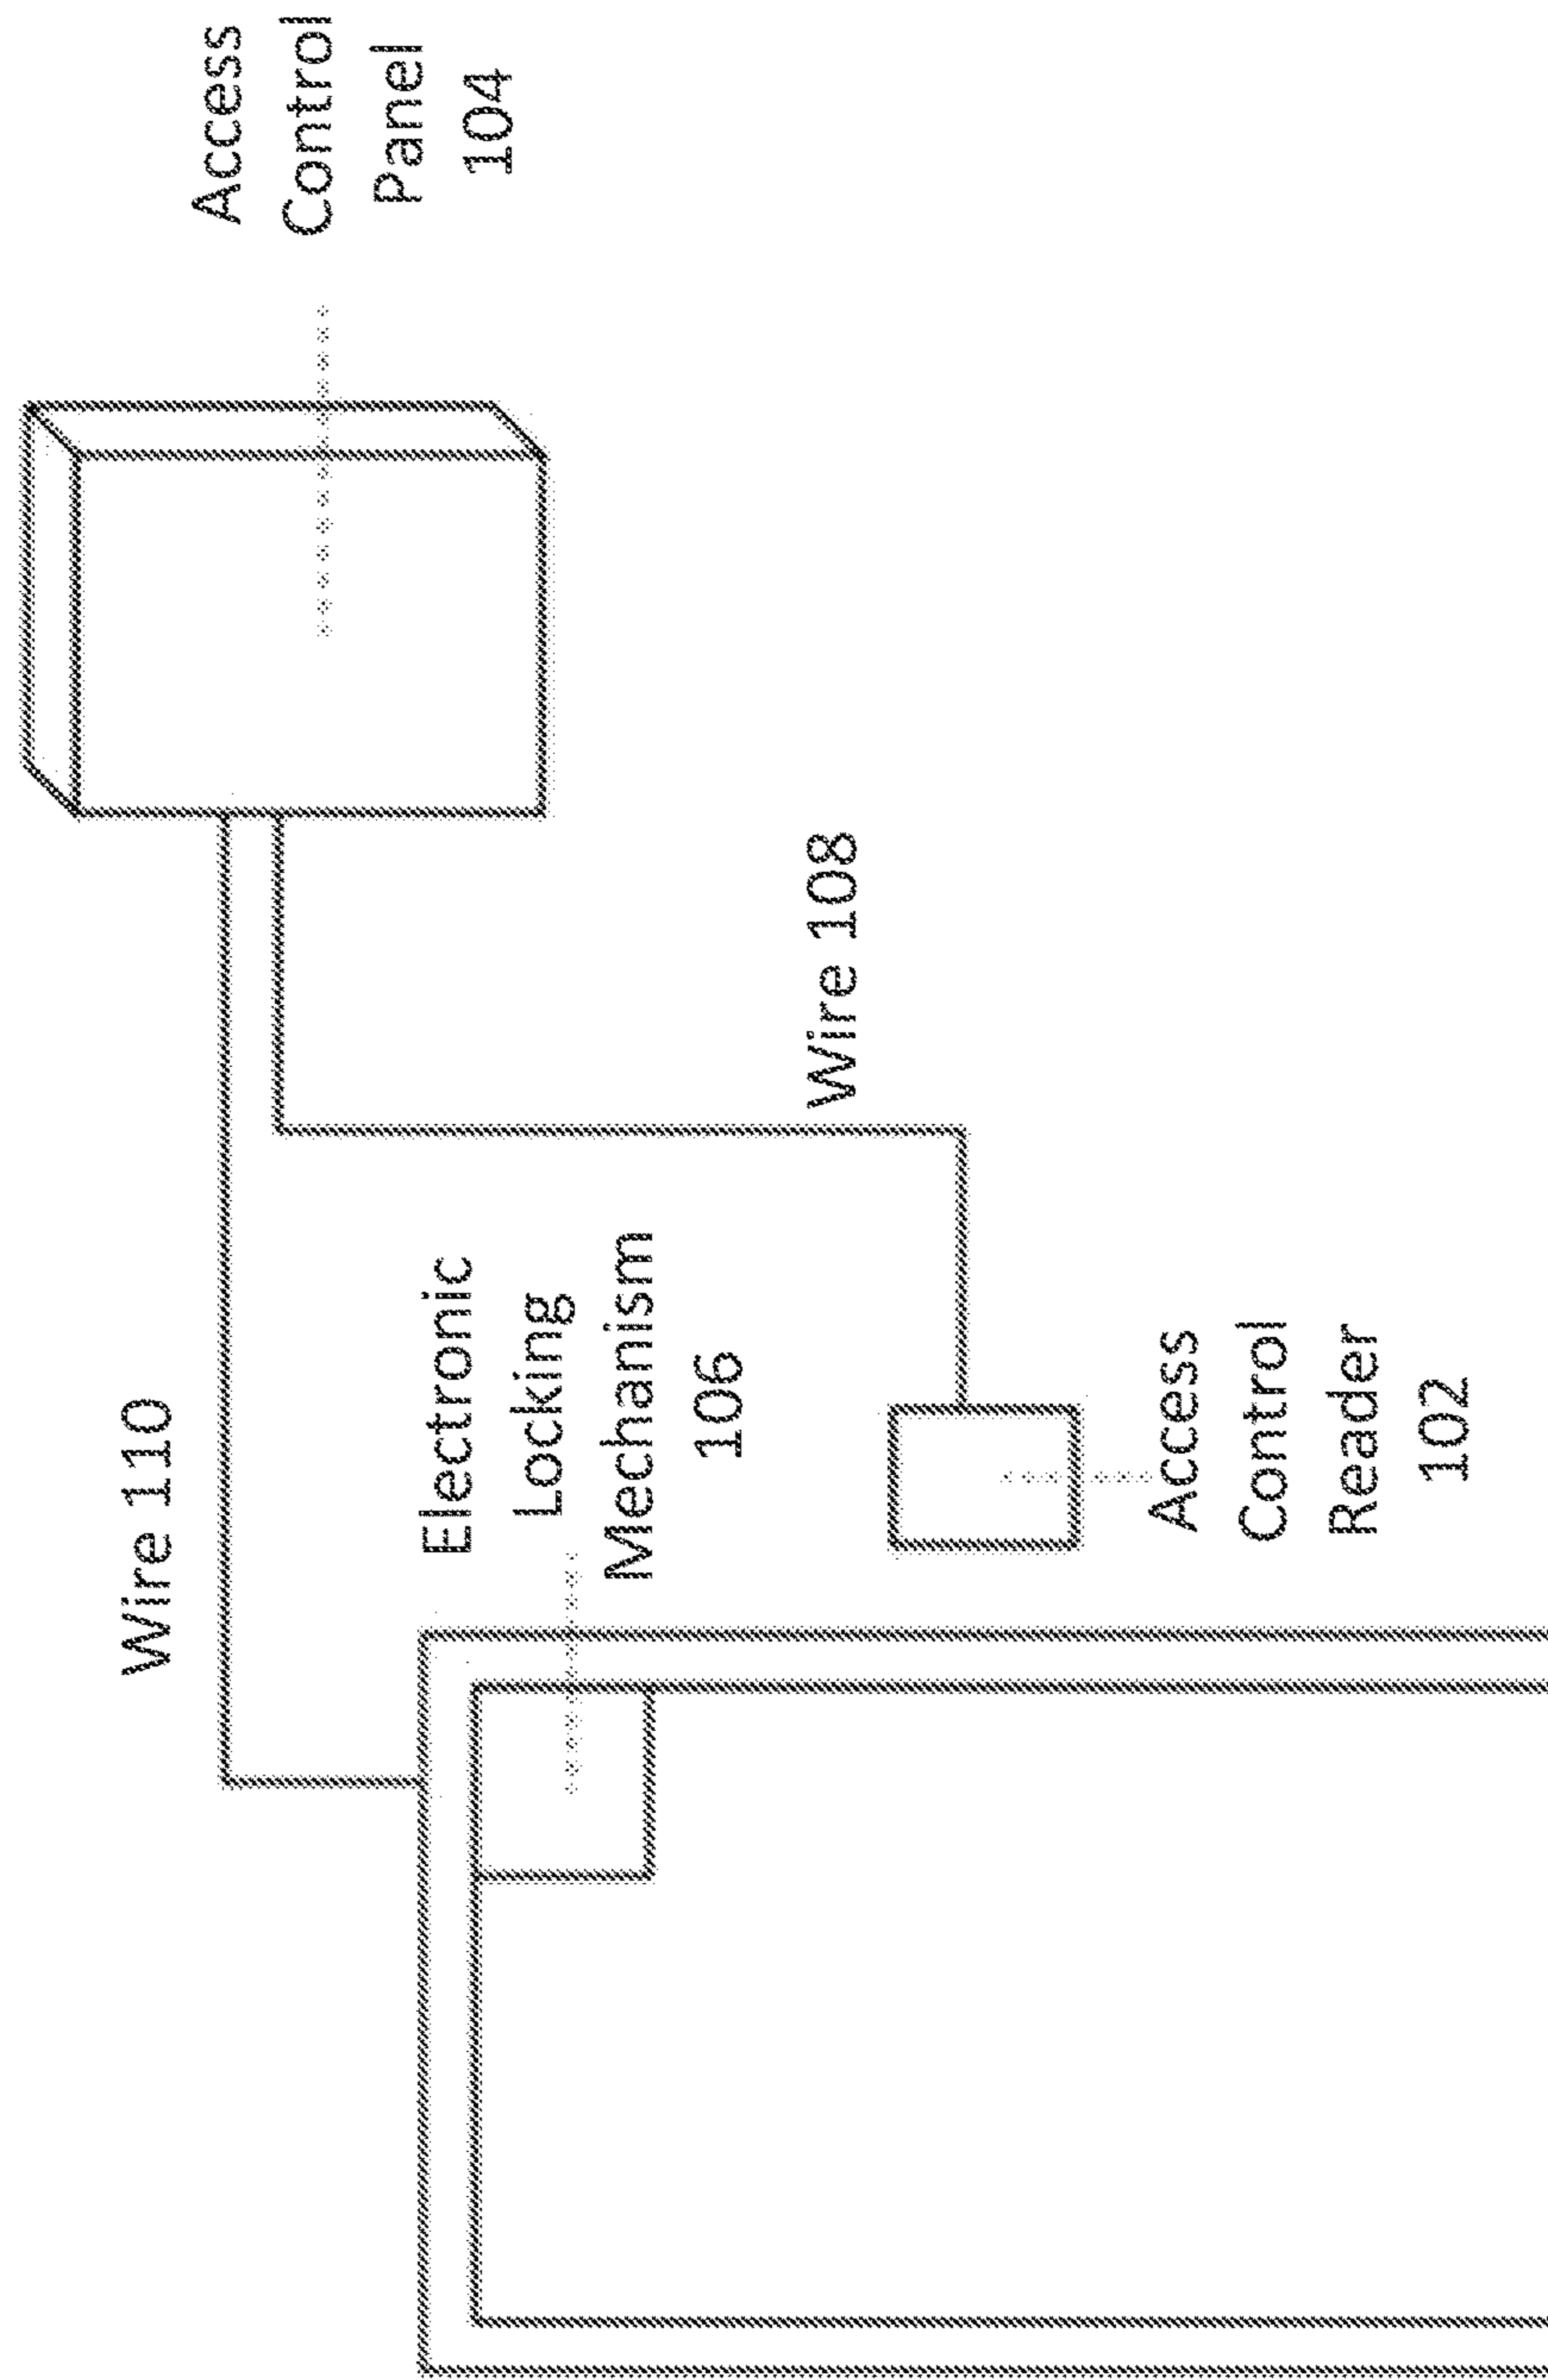 Wire 110
Access
Control
Panel
104
Electronic
Locking
Mechanism
106
Wire 108
Access
Control
Reader
102